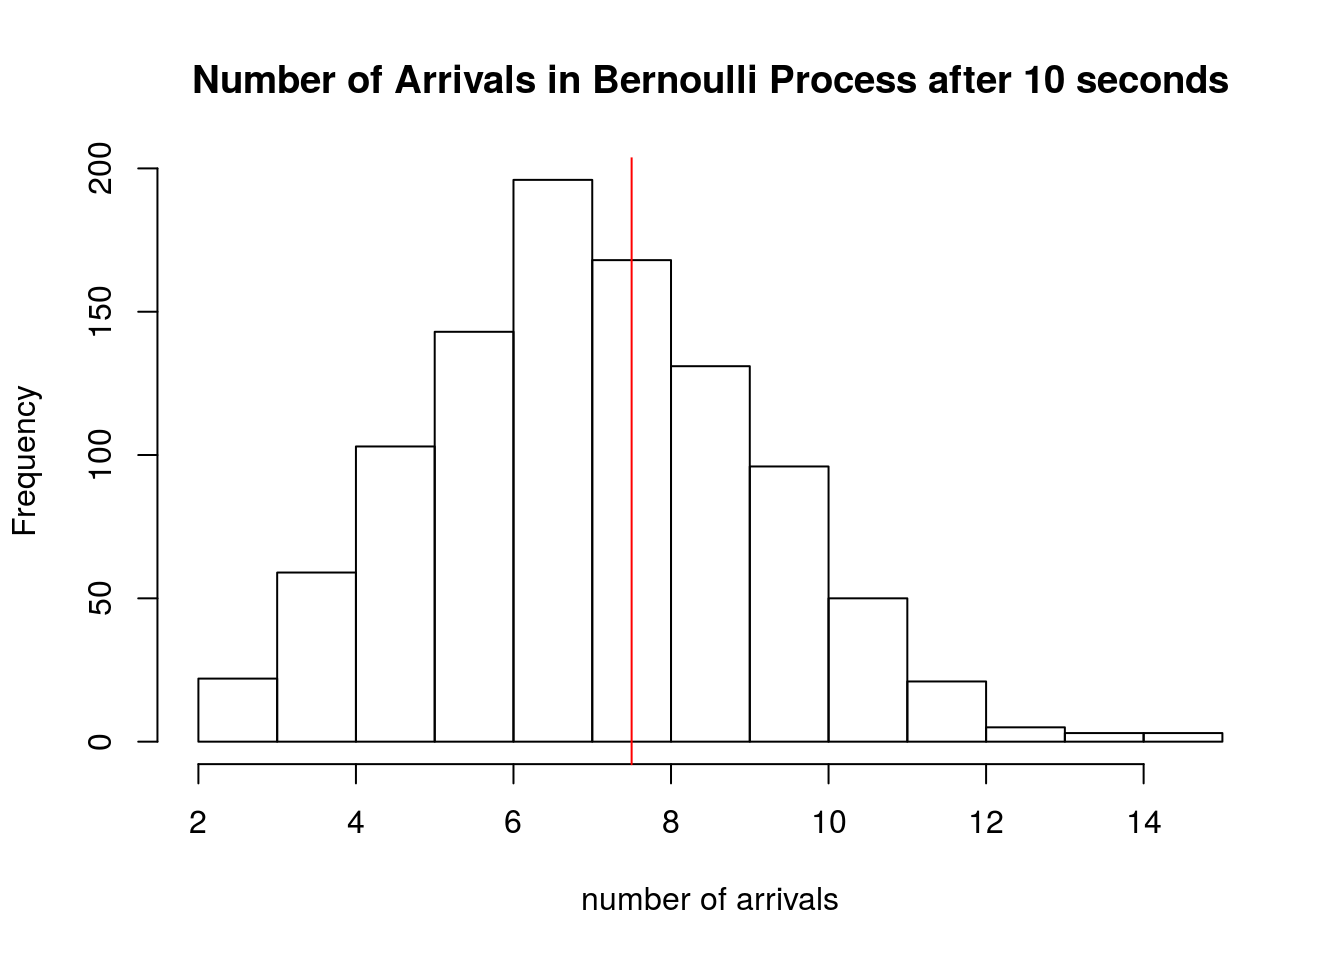 Number of Arrivals in Bernoulli Process after 10 seconds
200
150
100
50
0
Frequency
2 4 6 8 10 12 14
number of arrivals